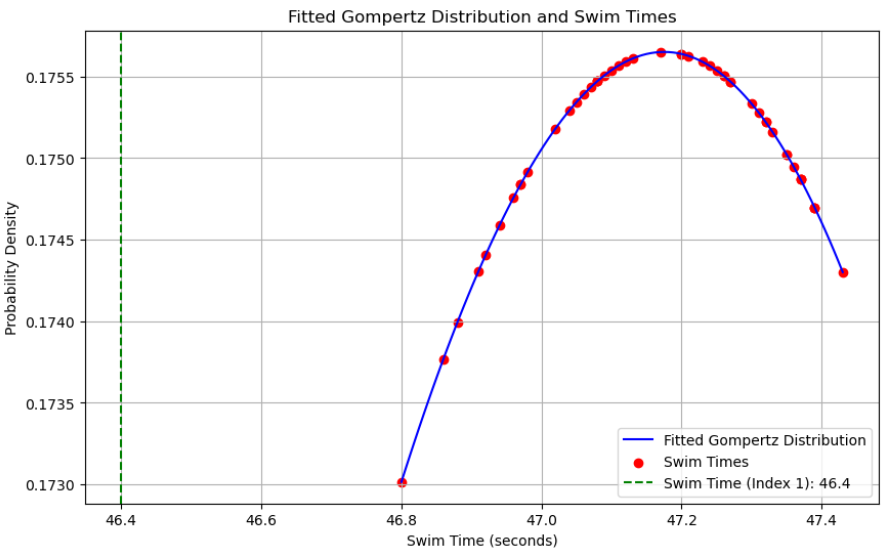 Fitted Gompertz Distribution and Swim Times
Probability Density
0.1755
0.1750
0.1745
0.1740
0.1735
0.1730
Fitted Gompertz Distribution
Swim Times
Swim Time (Index 1): 46.4
46.4 46.6 46.8 47.0 47.2 47.4
Swim Time (seconds)